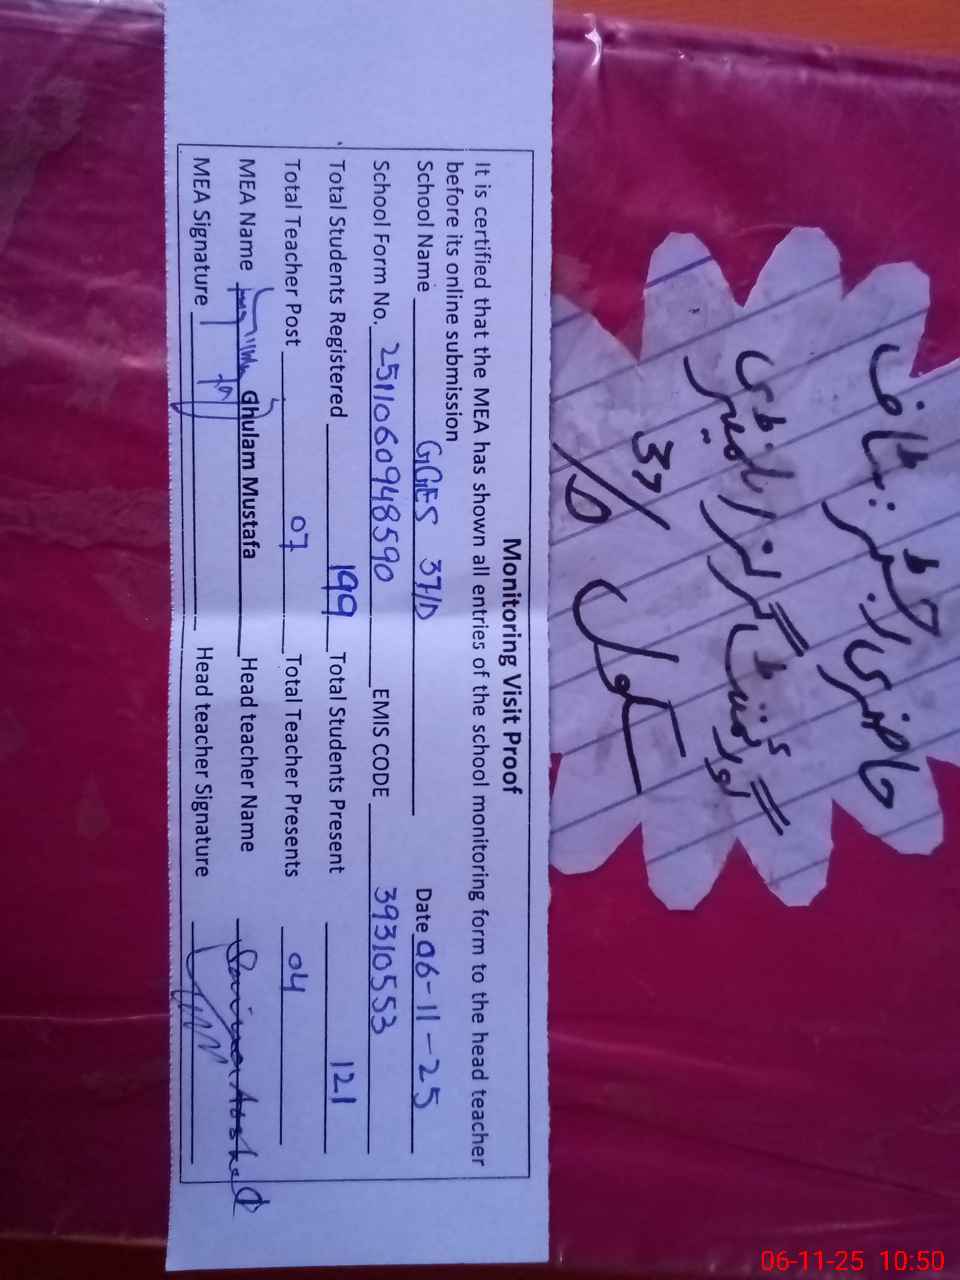 حاضری رجسٹر: سٹاف
گورنمنٹ گرلز ایلیمنٹری
سکول 37/D
Monitoring Visit Proof
It is certified that the MEA has shown all entries of the school monitoring form to the head teacher
before its online submission
School Name GGES 37/D Date 06-11-25
School Form No. 2511060948590 EMIS CODE 39310553
Total Students Registered 199 Total Students Present 121
Total Teacher Post 07 Total Teacher Presents 04
MEA Name Ghulam Mustafa Head teacher Name Saima Arshad
MEA Signature Head teacher Signature
06-11-25 10:50